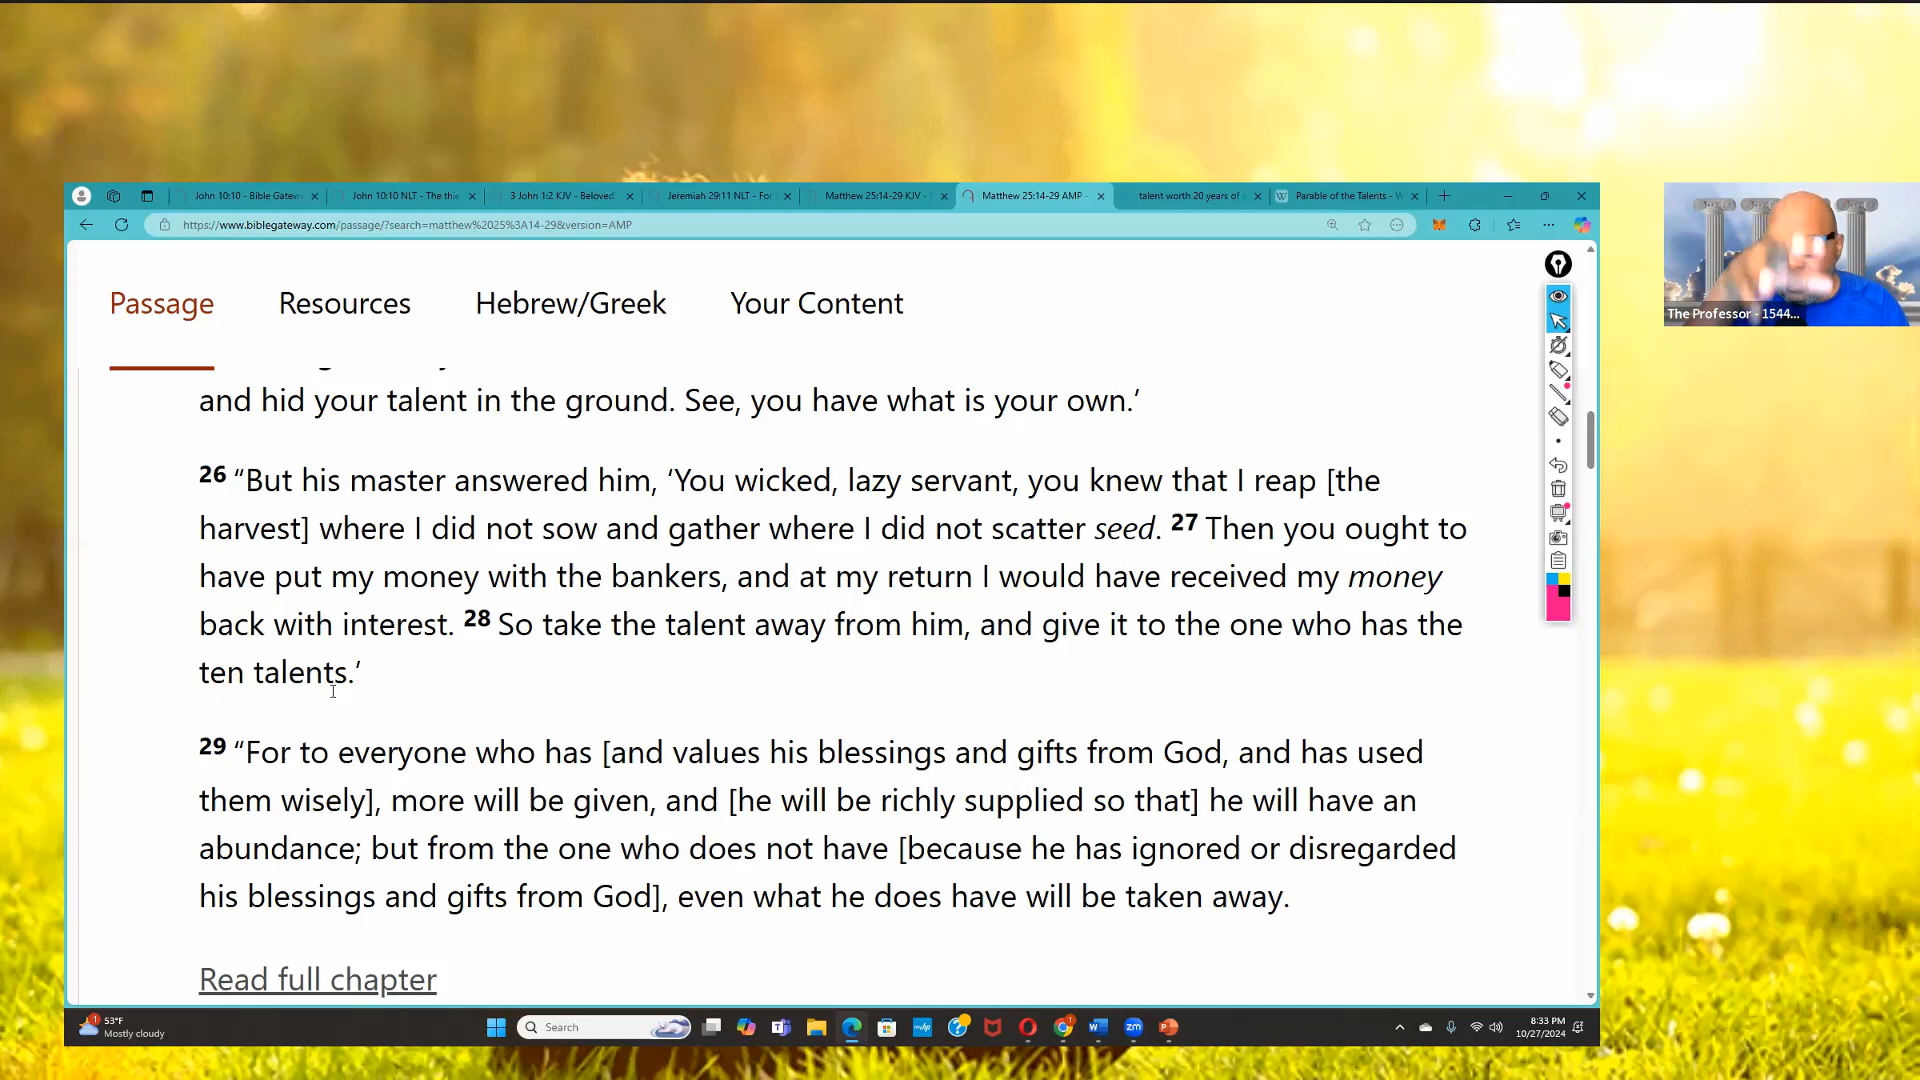 John 10:10 - Bible Gatew
John 10:10 NLT - The thie
3 John 1:2 KJV - Beloved,
Jeremiah 29:11 NLT - For
Matthew 25:14-29 KJV -
Matthew 25:14-29 AMP -
talent worth 20 years of
Parable of the Talents - W
https://www.biblegateway.com/passage/?search=matthew%2025%3A14-29&version=AMP
Passage
Resources
Hebrew/Greek
Your Content
and hid your talent in the ground. See, you have what is your own.’
26 “But his master answered him, ‘You wicked, lazy servant, you knew that I reap [the
harvest] where I did not sow and gather where I did not scatter seed. 27 Then you ought to
have put my money with the bankers, and at my return I would have received my money
back with interest. 28 So take the talent away from him, and give it to the one who has the
ten talents.’
29 “For to everyone who has [and values his blessings and gifts from God, and has used
them wisely], more will be given, and [he will be richly supplied so that] he will have an
abundance; but from the one who does not have [because he has ignored or disregarded
his blessings and gifts from God], even what he does have will be taken away.
Read full chapter
The Professor - 1544...
1
53°F
Mostly cloudy
Search
mhp
zm
8:33 PM
10/27/2024